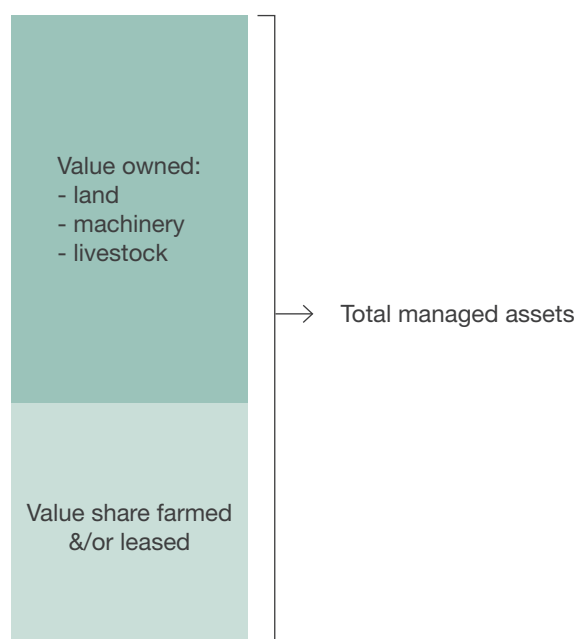 Value owned:
- land
- machinery
- livestock
Total managed assets
Value share farmed
&/or leased